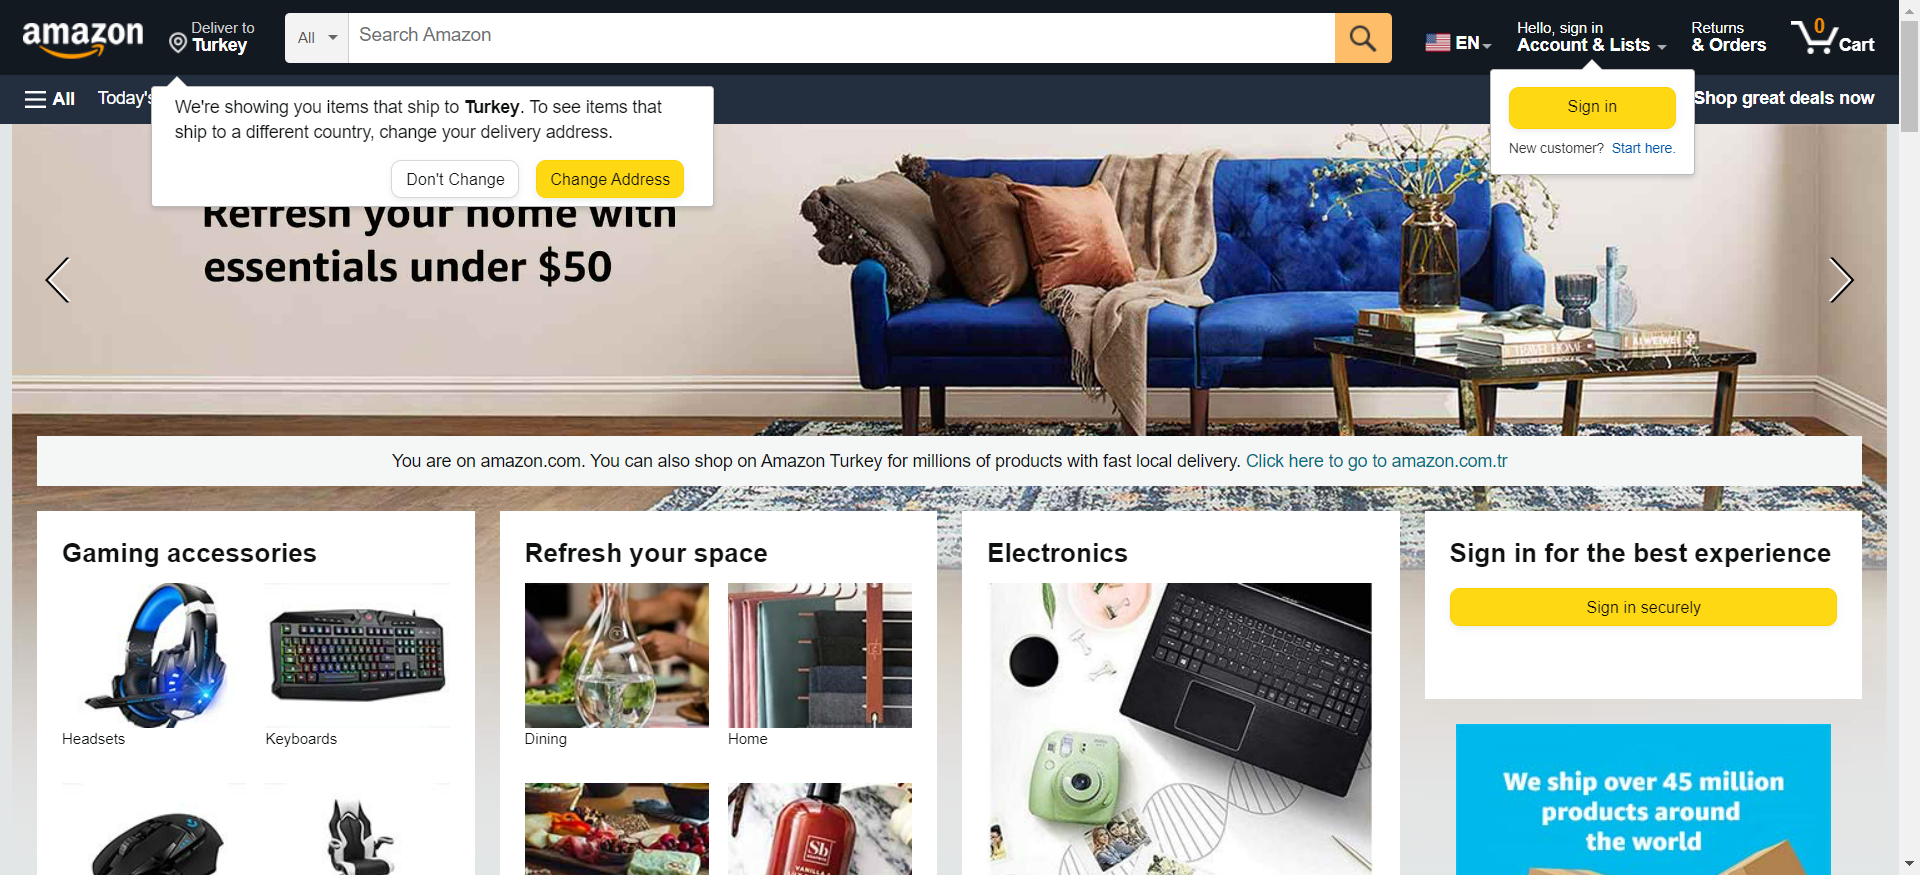 amazon
Deliver to
Turkey
All
Search Amazon
EN
Hello, sign in
Account & Lists
Returns
& Orders
0
Cart
All
Today's
Shop great deals now
We're showing you items that ship to Turkey. To see items that
ship to a different country, change your delivery address.
Don't Change
Change Address
Sign in
New customer? Start here.
Refresh your home with
essentials under $50
TRAVEL HOME
AI WEIWEI
You are on amazon.com. You can also shop on Amazon Turkey for millions of products with fast local delivery. Click here to go to amazon.com.tr
Gaming accessories
Headsets
Keyboards
Refresh your space
Dining
Home
Sb
VANILLA
Electronics
Sign in for the best experience
Sign in securely
We ship over 45 million
products around
the world